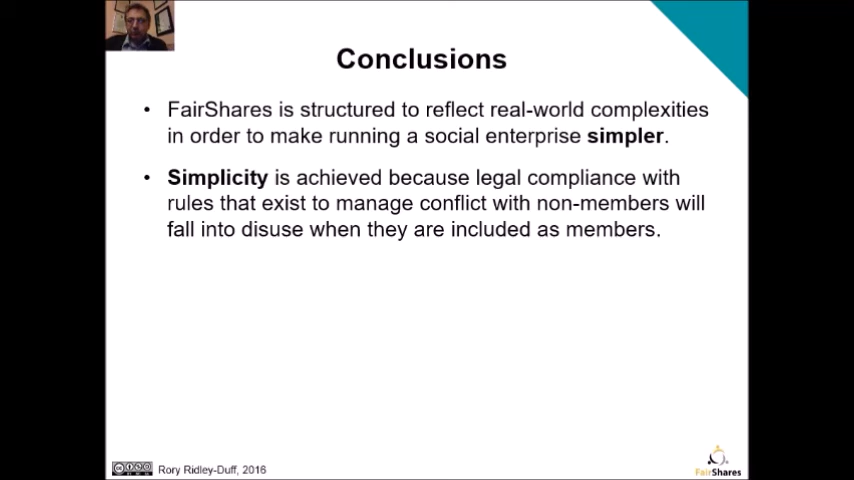 Conclusions
• FairShares is structured to reflect real-world complexities
in order to make running a social enterprise simpler.
• Simplicity is achieved because legal compliance with
rules that exist to manage conflict with non-members will
fall into disuse when they are included as members.
Rory Ridley-Duff, 2016
FairShares